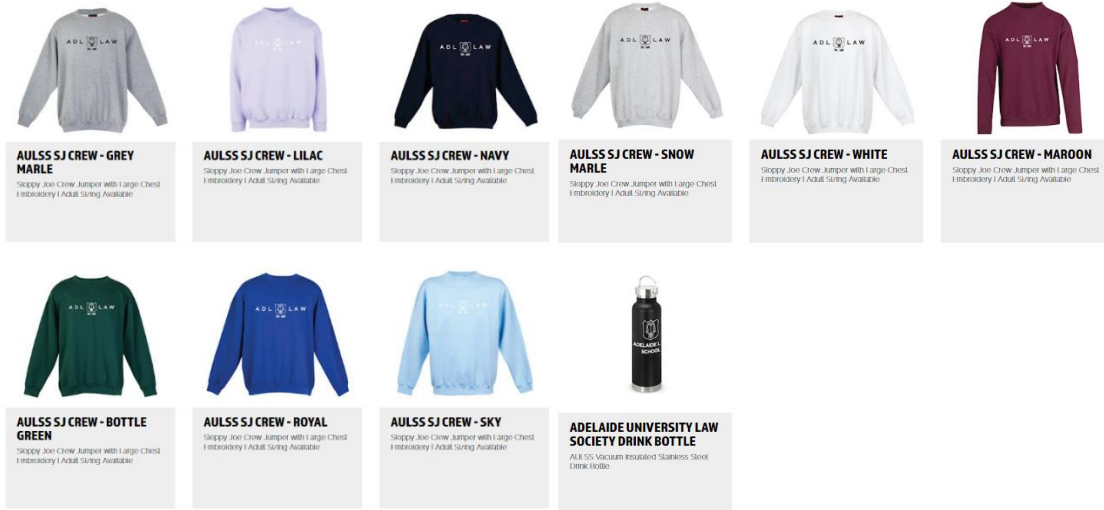 ADL LAW
ADL LAW
ADL LAW
ADL LAW
ADL LAW
ADL LAW
AULSS SJ CREW - GREY
MARLE
Sloppy Joe Crew Jumper with Large Chest
Embroidery | Adult Sizing Available
AULSS SJ CREW - LILAC
Sloppy Joe Crew Jumper with Large Chest
Embroidery | Adult Sizing Available
AULSS SJ CREW - NAVY
Sloppy Joe Crew Jumper with Large Chest
Embroidery | Adult Sizing Available
AULSS SJ CREW - SNOW
MARLE
Sloppy Joe Crew Jumper with Large Chest
Embroidery | Adult Sizing Available
AULSS SJ CREW - WHITE
Sloppy Joe Crew Jumper with Large Chest
Embroidery | Adult Sizing Available
AULSS SJ CREW - MAROON
Sloppy Joe Crew Jumper with Large Chest
Embroidery | Adult Sizing Available
ADL LAW
ADL LAW
ADL LAW
ADELAIDE L
SCHOOL
AULSS SJ CREW - BOTTLE
GREEN
Sloppy Joe Crew Jumper with Large Chest
Embroidery | Adult Sizing Available
AULSS SJ CREW - ROYAL
Sloppy Joe Crew Jumper with Large Chest
Embroidery | Adult Sizing Available
AULSS SJ CREW - SKY
Sloppy Joe Crew Jumper with Large Chest
Embroidery | Adult Sizing Available
ADELAIDE UNIVERSITY LAW
SOCIETY DRINK BOTTLE
AULSS Vacuum Insulated Stainless Steel
Drink Bottle